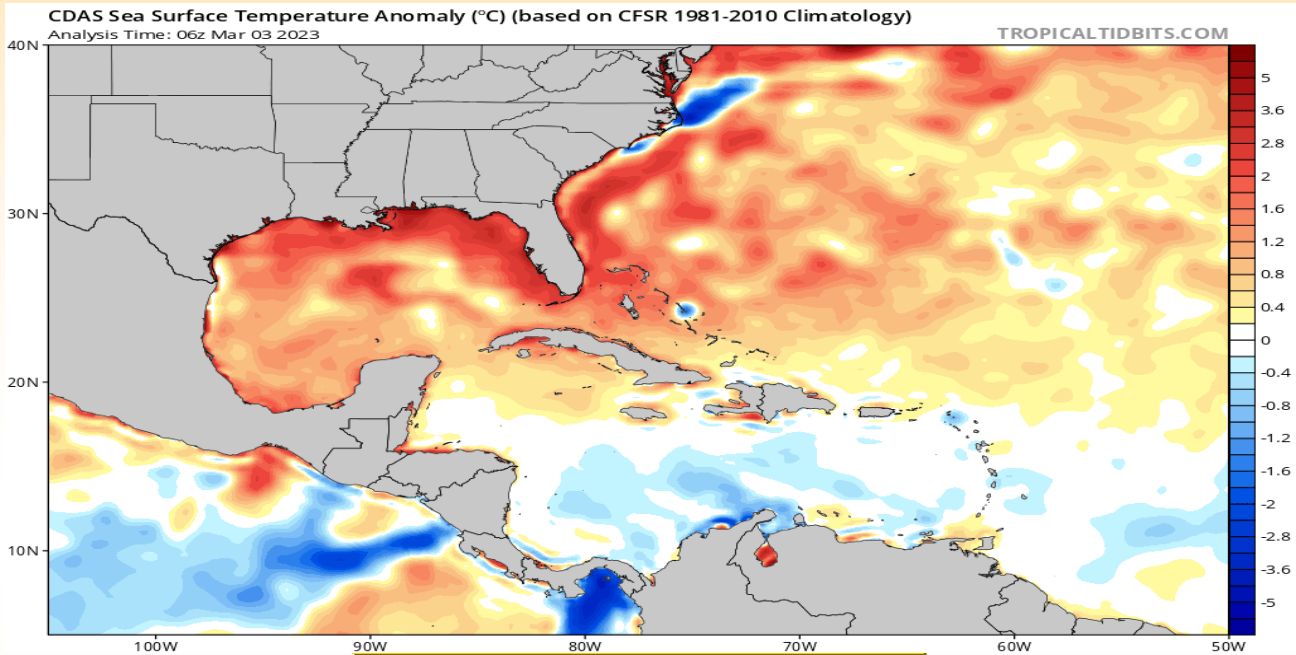 CDAS Sea Surface Temperature Anomaly (°C) (based on CFSR 1981-2010 Climatology)
Analysis Time: 06z Mar 03 2023
TROPICALTIDBITS.COM
40N
30N
20N
10N
100W
90W
80W
70W
60W
50W
5
3.6
2.8
2
1.6
1.2
0.8
0.4
0
-0.4
-0.8
-1.2
-1.6
-2
-2.8
-3.6
-5